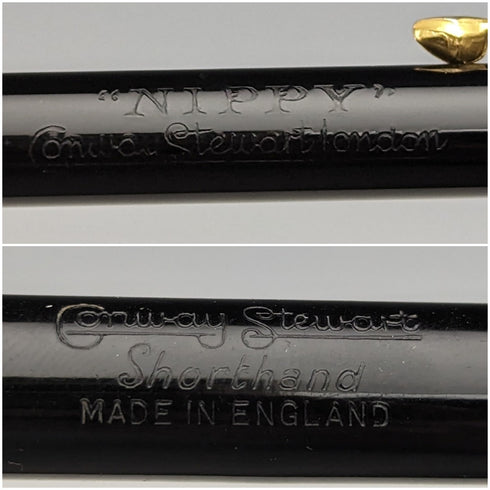 "NIPPY"
Conway Stewart London
Conway Stewart
Shorthand
MADE IN ENGLAND